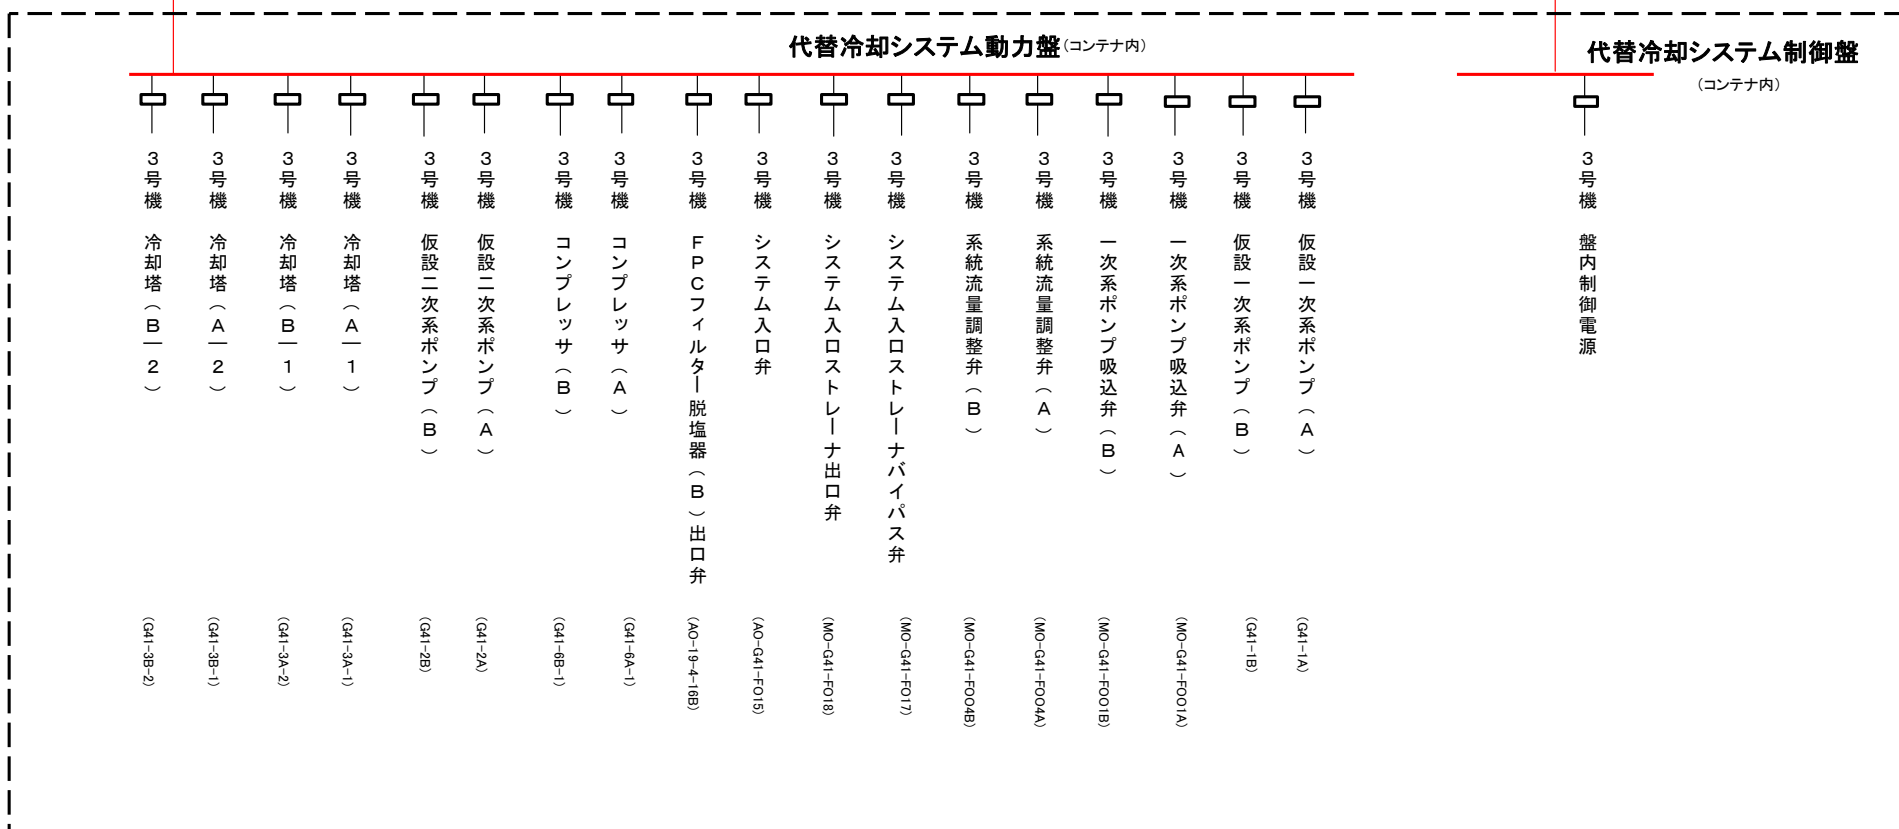 代替冷却システム動力盤(コンテナ内)
代替冷却システム制御盤
(コンテナ内)
3号機 冷却塔(B―2)
3号機 冷却塔(A―2)
3号機 冷却塔(B―1)
3号機 冷却塔(A―1)
3号機 仮設二次系ポンプ(B)
3号機 仮設二次系ポンプ(A)
3号機 コンプレッサ(B)
3号機 コンプレッサ(A)
3号機 FPCフィルター脱塩器(B)出口弁
3号機 システム入口弁
3号機 システム入口ストレーナ出口弁
3号機 システム入口ストレーナバイパス弁
3号機 系統流量調整弁(B)
3号機 系統流量調整弁(A)
3号機 一次系ポンプ吸込弁(B)
3号機 一次系ポンプ吸込弁(A)
3号機 仮設一次系ポンプ(B)
3号機 仮設一次系ポンプ(A)
3号機 盤内制御電源
(G41-3B-2)
(G41-3B-1)
(G41-3A-2)
(G41-3A-1)
(G41-2B)
(G41-2A)
(G41-6B-1)
(G41-6A-1)
(AO-19-4-16B)
(AO-G41-FO15)
(MO-G41-FO18)
(MO-G41-FO17)
(MO-G41-FOO4B)
(MO-G41-FOO4A)
(MO-G41-FOO1B)
(MO-G41-FOO1A)
(G41-1B)
(G41-1A)